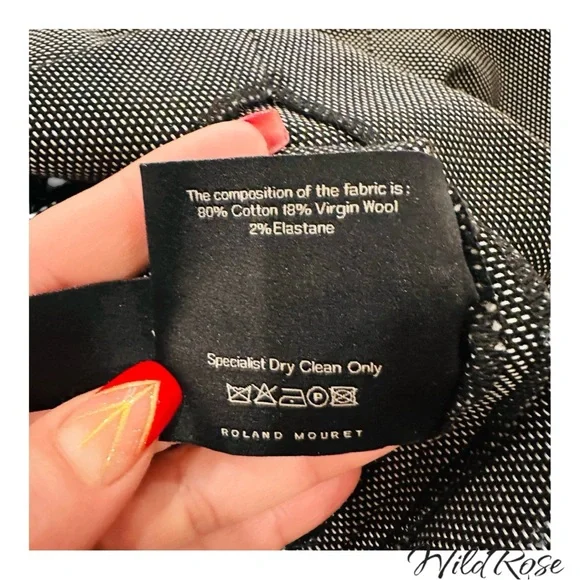 The composition of the fabric is:
80% Cotton 18% Virgin Wool
2% Elastane
Specialist Dry Clean Only
P
ROLAND MOURET
Wild Rose